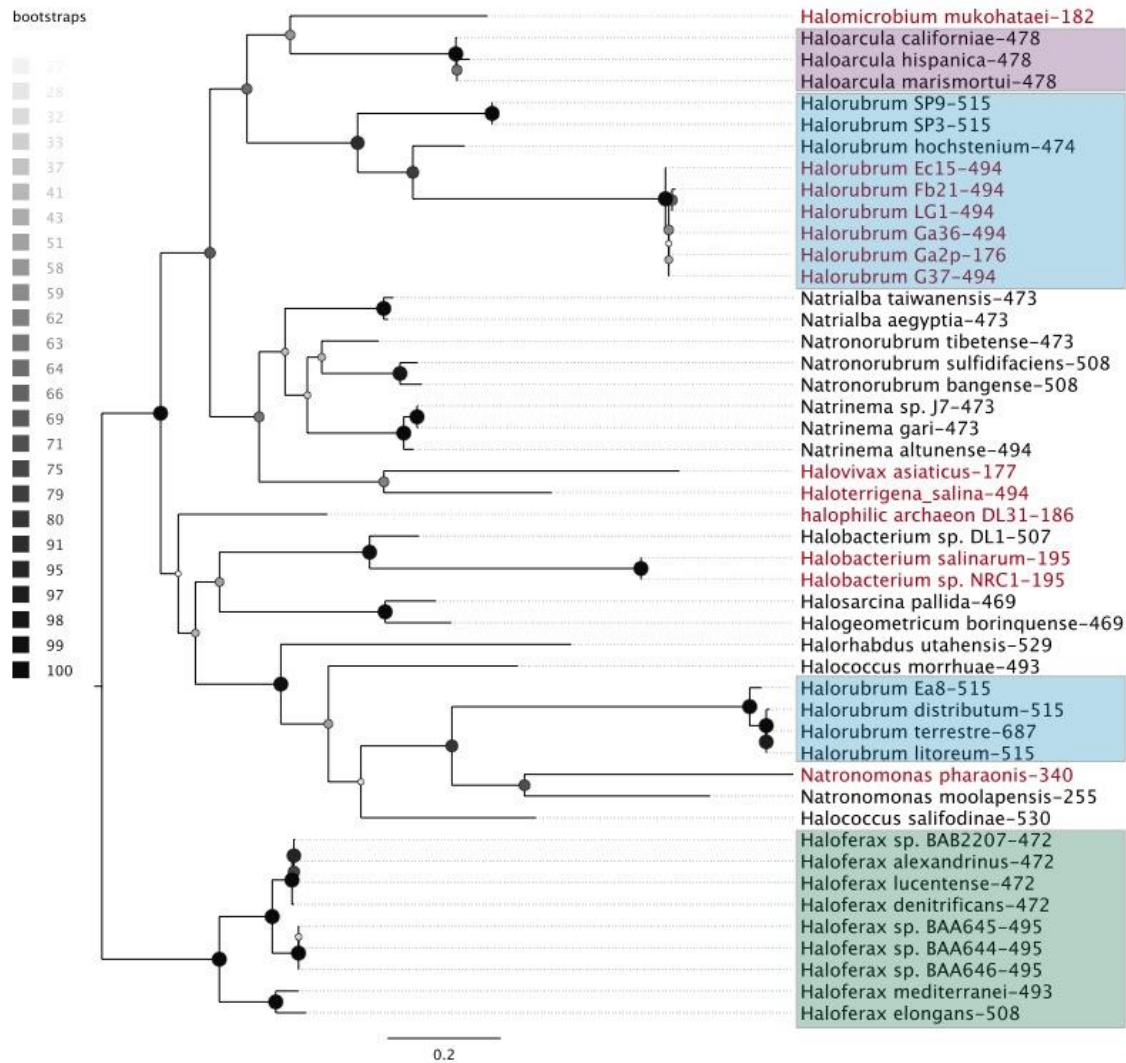 bootstraps
27
28
32
33
37
41
43
51
58
59
62
63
64
66
69
71
75
79
80
91
95
97
98
99
100
Halomicrobium mukohataei-182
Haloarcula californiae-478
Haloarcula hispanica-478
Haloarcula marismortui-478
Halorubrum SP9-515
Halorubrum SP3-515
Halorubrum hochstenium-474
Halorubrum Ec15-494
Halorubrum Fb21-494
Halorubrum LG1-494
Halorubrum Ga36-494
Halorubrum Ga2p-176
Halorubrum G37-494
Natrialba taiwanensis-473
Natrialba aegyptia-473
Natronorubrum tibetense-473
Natronorubrum sulfidifaciens-508
Natronorubrum bangense-508
Natrinema sp. J7-473
Natrinema gari-473
Natrinema altunense-494
Halovivax asiaticus-177
Haloterrigena_salina-494
halophilic archaeon DL31-186
Halobacterium sp. DL1-507
Halobacterium salinarum-195
Halobacterium sp. NRC1-195
Halosarcina pallida-469
Halogeometricum borinquense-469
Halorhabdus utahensis-529
Halococcus morrhuae-493
Halorubrum Ea8-515
Halorubrum distributum-515
Halorubrum terrestre-687
Halorubrum litoreum-515
Natronomonas pharaonis-340
Natronomonas moolapensis-255
Halococcus salifodinae-530
Haloferax sp. BAB2207-472
Haloferax alexandrinus-472
Haloferax lucentense-472
Haloferax denitrificans-472
Haloferax sp. BAA645-495
Haloferax sp. BAA644-495
Haloferax sp. BAA646-495
Haloferax mediterranei-493
Haloferax elongans-508
0.2